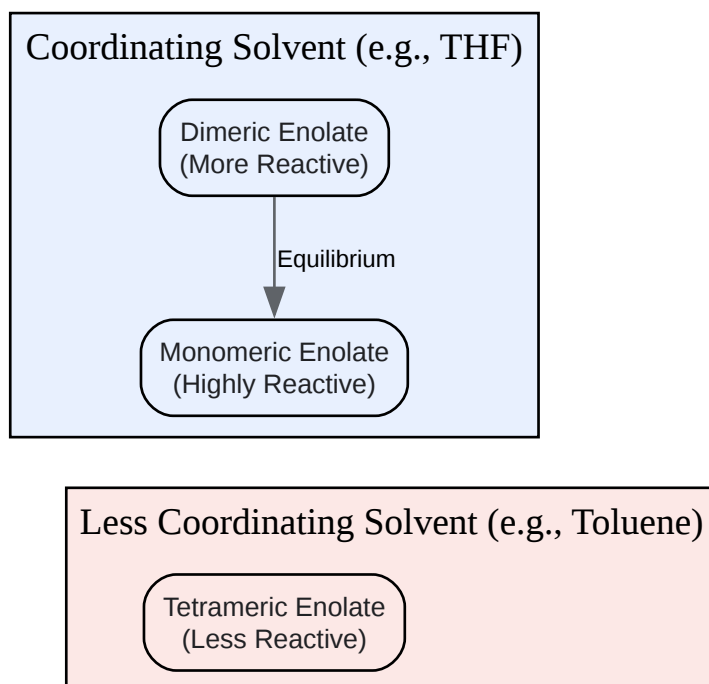 Coordinating Solvent (e.g., THF)
Dimeric Enolate
(More Reactive)
Equilibrium
Monomeric Enolate
(Highly Reactive)
Less Coordinating Solvent (e.g., Toluene)
Tetrameric Enolate
(Less Reactive)